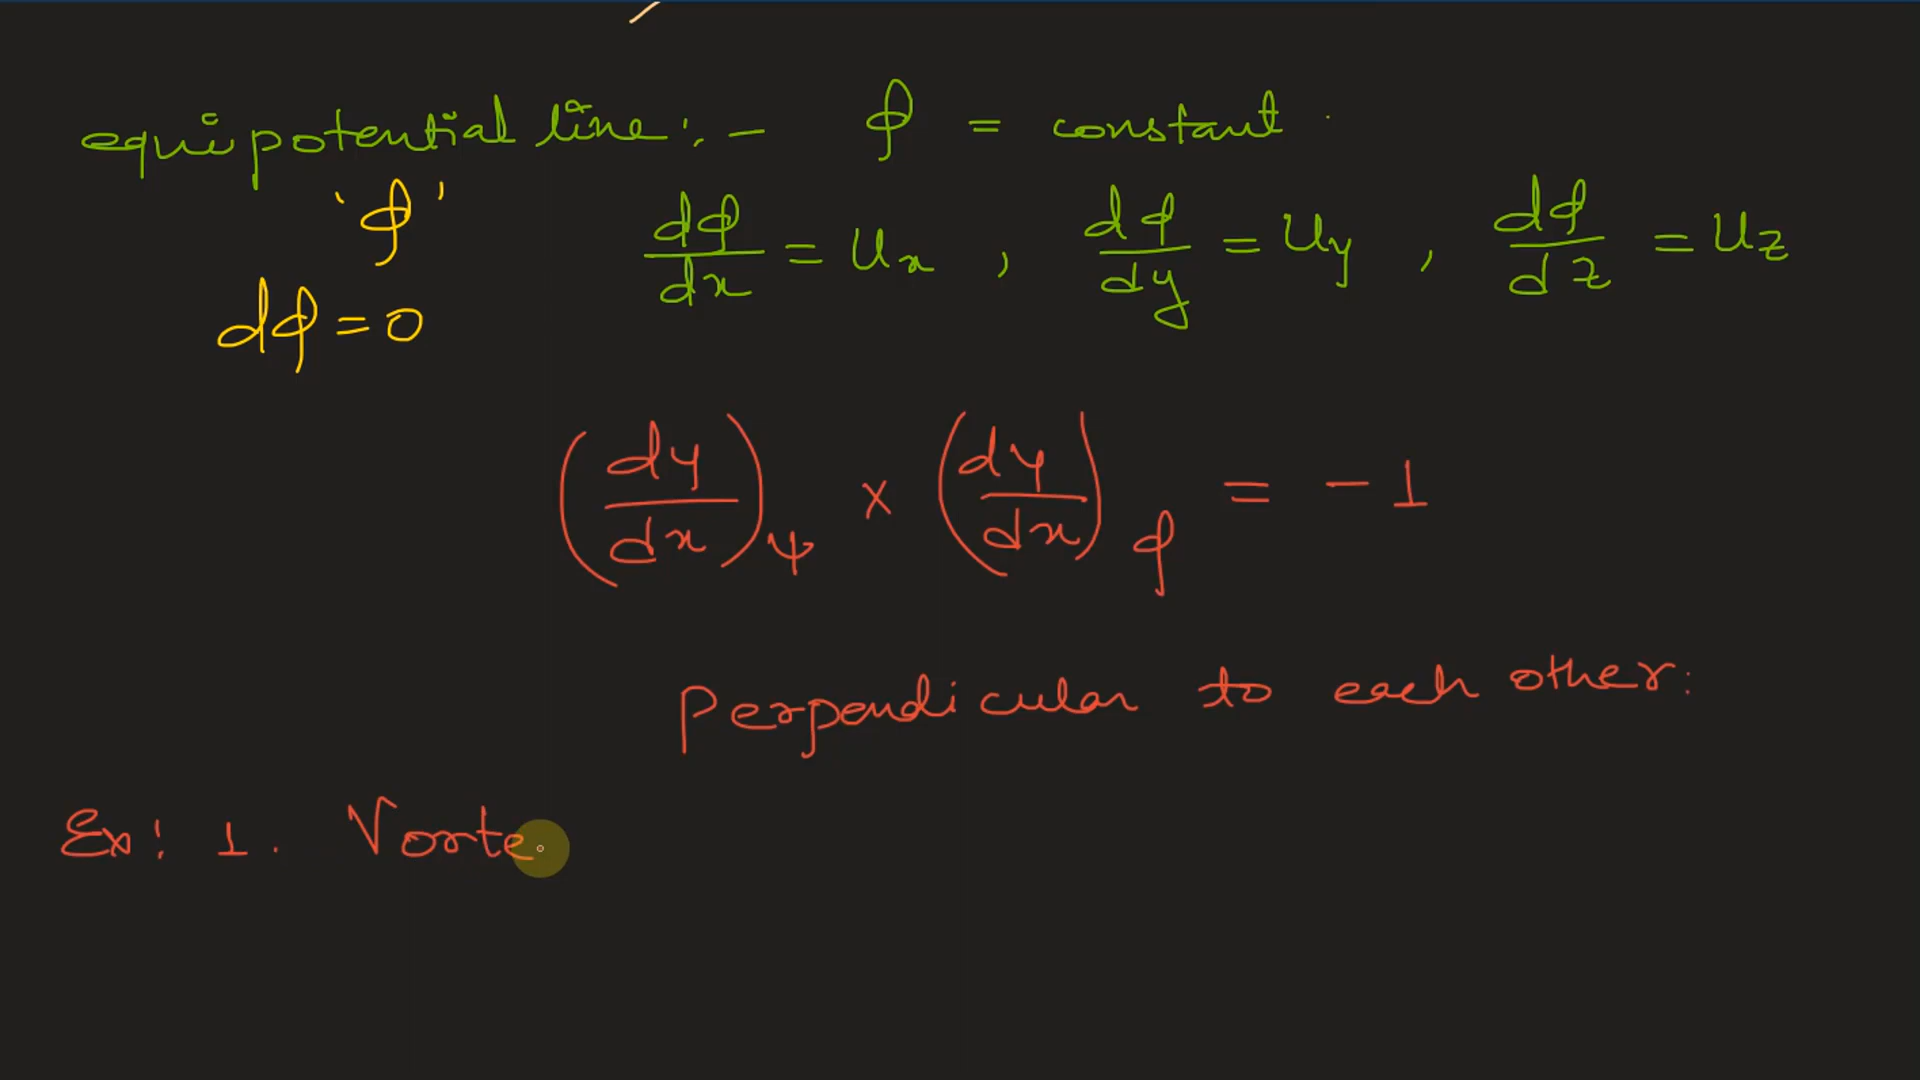 equipotential line:- φ = constant.
'φ'
dφ/dx = ux , dφ/dy = uy , dφ/dz = uz
dφ = 0
(dy/dx)ψ × (dy/dx)φ = -1
Perpendicular to each other:
Ex: 1. Vorte